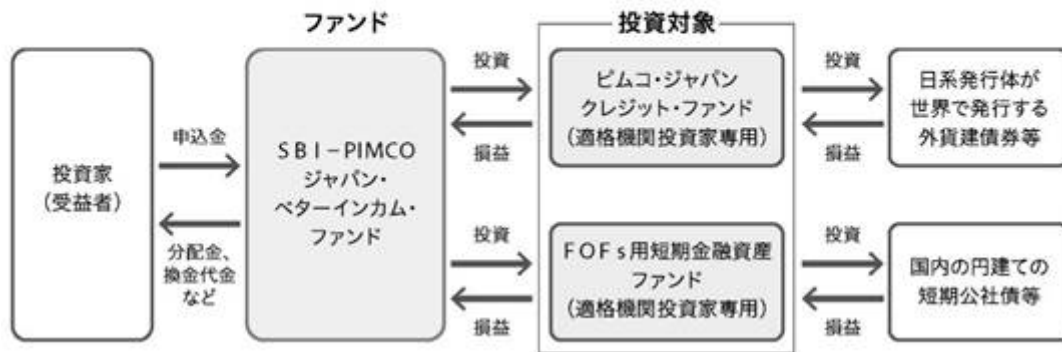 ファンド
投資対象
投資家
(受益者)
申込金
分配金、
換金代金
など
SBI-PIMCO
ジャパン・
ベターインカム・
ファンド
投資
損益
投資
損益
ピムコ・ジャパン
クレジット・ファンド
(適格機関投資家専用)
FOFs用短期金融資産
ファンド
(適格機関投資家専用)
投資
損益
投資
損益
日系発行体が
世界で発行する
外貨建債券等
国内の円建ての
短期公社債等